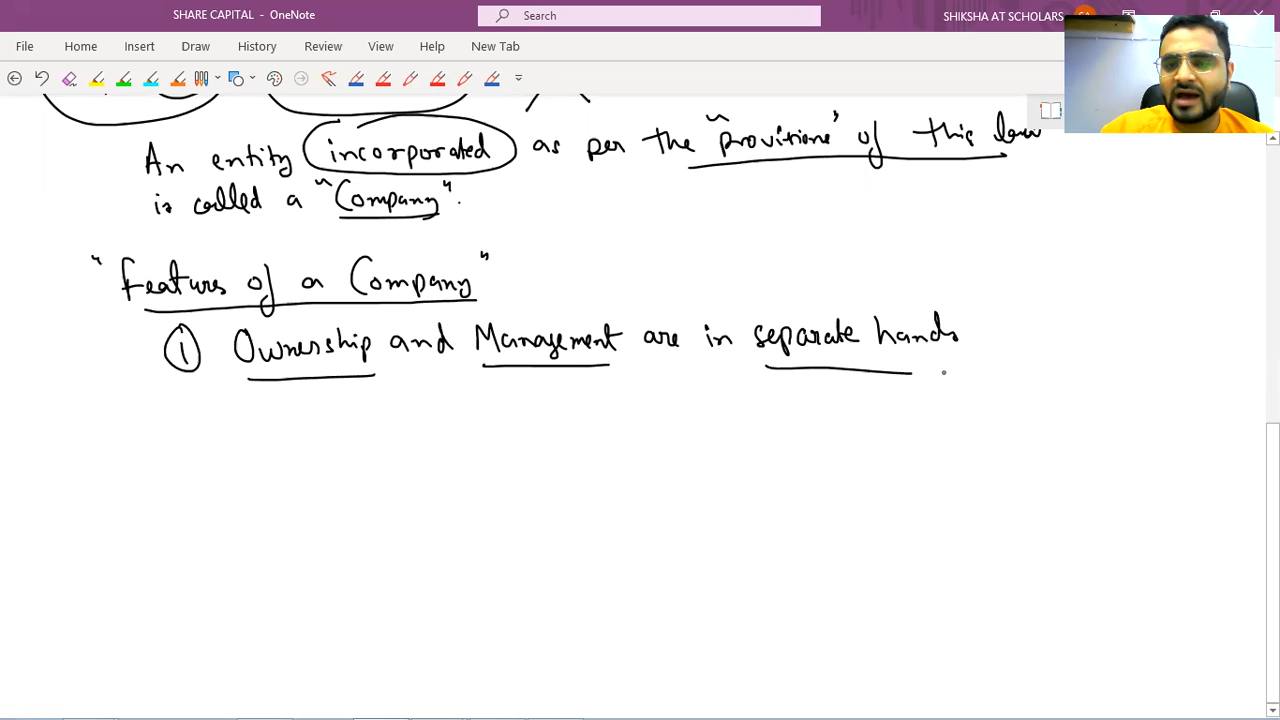 SHARE CAPITAL - OneNote
Search
SHIKSHA AT SCHOLARS
SA
File Home Insert Draw History Review View Help New Tab
An entity incorporated as per the "provitions" of this law
is called a "Company".
"Features of a Company"
① Ownership and Management are in separate hands